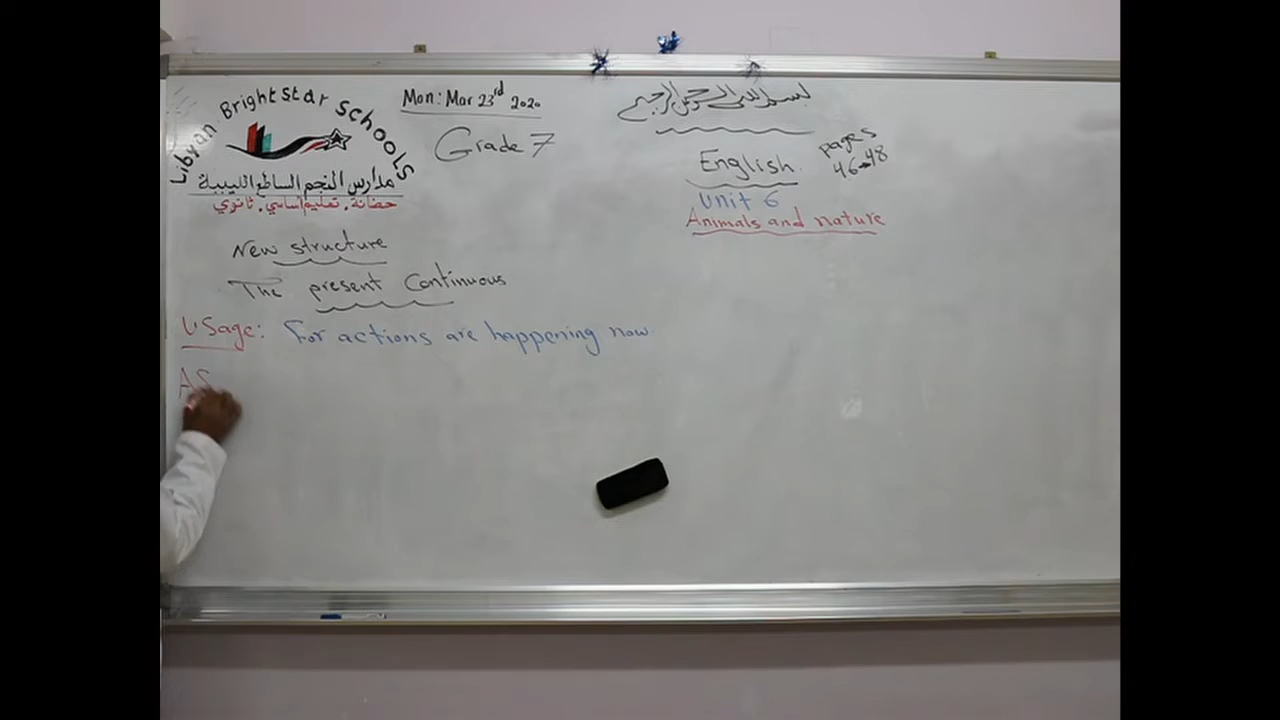 Libyan Bright Star Schools
مدارس النجم الساطع الليبية
حضانة . تعليم اساسي . ثانوي
Mon: Mar 23rd 2020
Grade 7
بسم الله الرحمن الرحيم
English.
pages
46→48
Unit 6
Animals and nature
New structure
The present Continuous
Usage: For actions are happening now.
AS